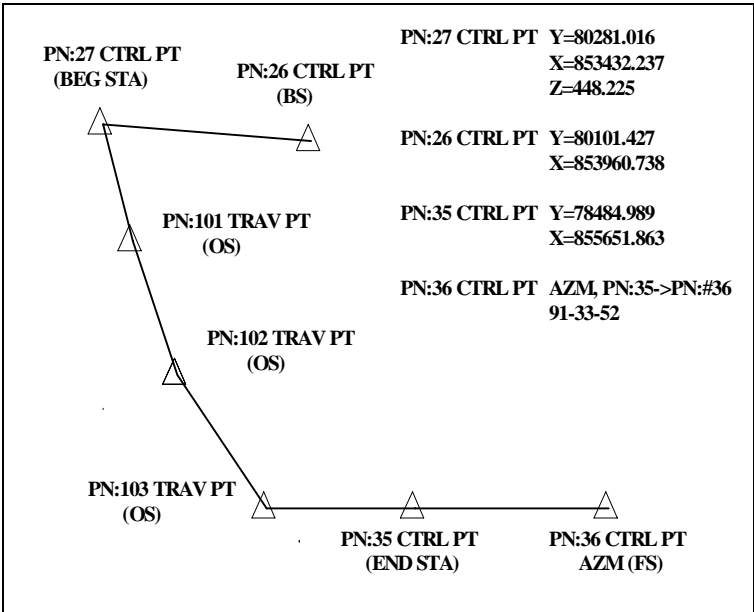 PN:27 CTRL PT
(BEG STA)
PN:26 CTRL PT
(BS)
PN:101 TRAV PT
(OS)
PN:102 TRAV PT
(OS)
PN:103 TRAV PT
(OS)
PN:35 CTRL PT
(END STA)
PN:36 CTRL PT
AZM (FS)
PN:27 CTRL PT Y=80281.016
X=853432.237
Z=448.225
PN:26 CTRL PT Y=80101.427
X=853960.738
PN:35 CTRL PT Y=78484.989
X=855651.863
PN:36 CTRL PT AZM, PN:35->PN:#36
91-33-52